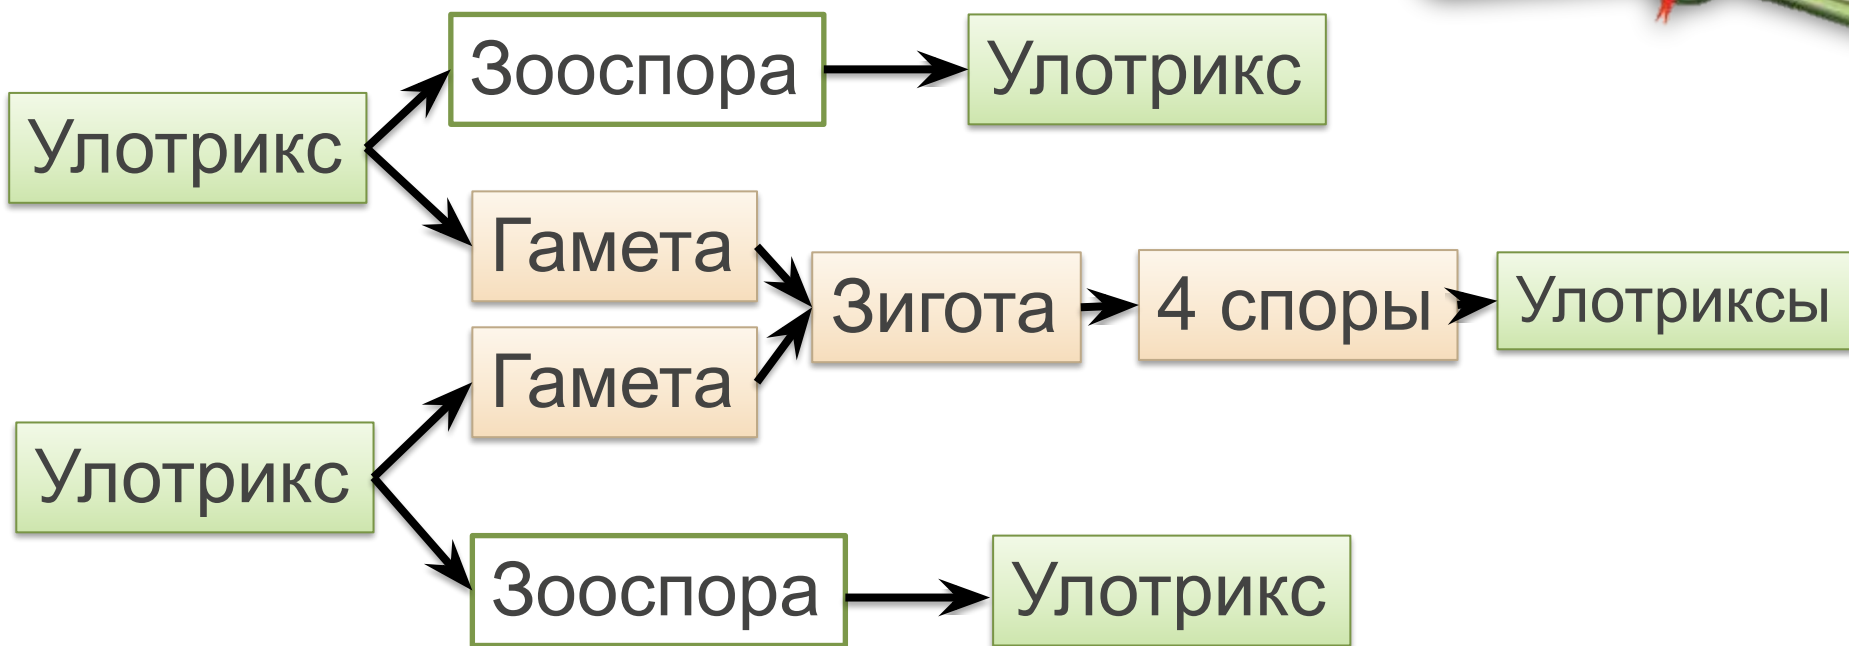 Зооспора
Улотрикс
Улотрикс
Гамета
Зигота
4 споры
Улотриксы
Гамета
Улотрикс
Зооспора
Улотрикс